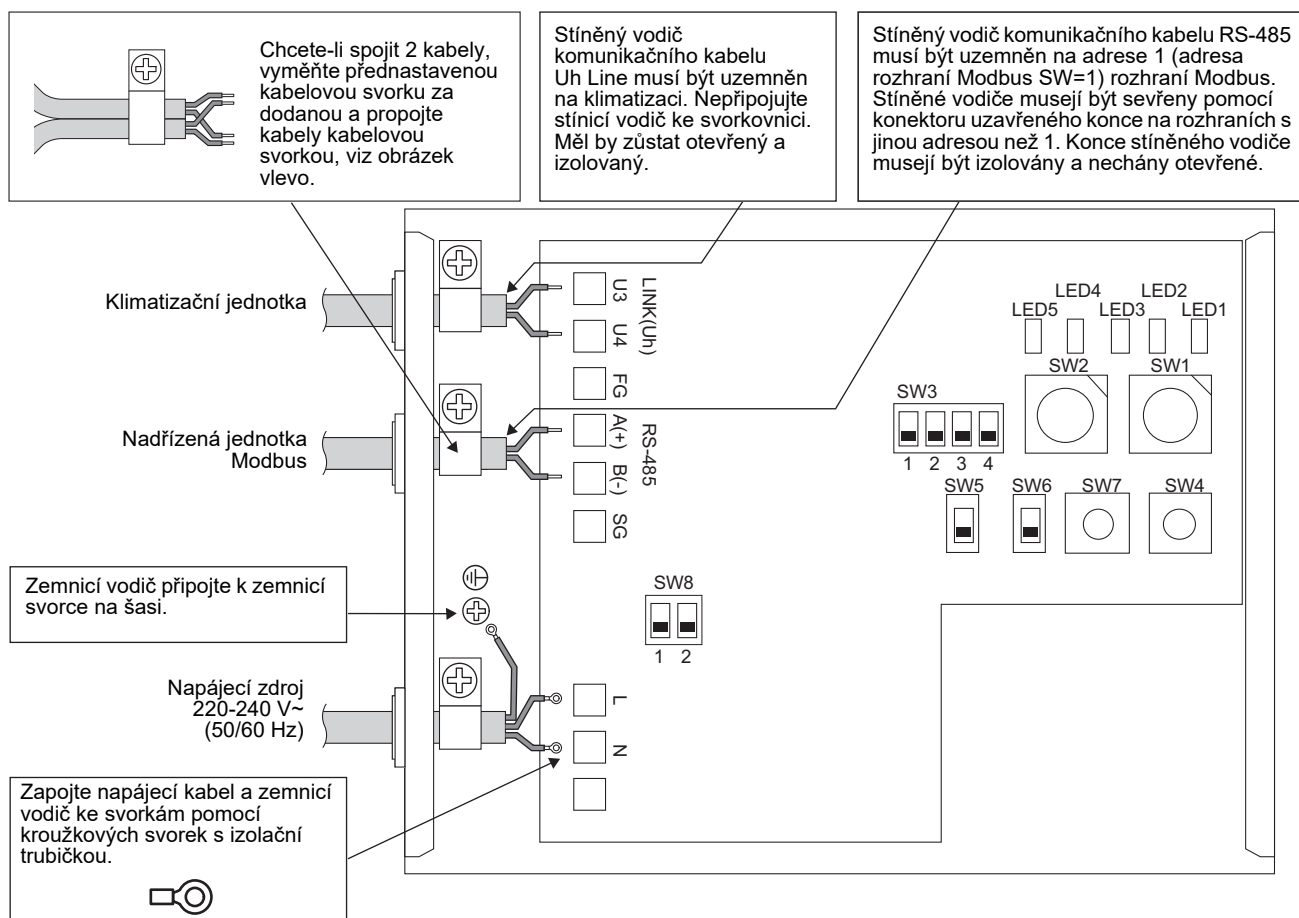 Chcete-li spojit 2 kabely,
vyměňte přednastavenou
kabelovou svorku za
dodanou a propojte
kabely kabelovou
svorkou, viz obrázek
vlevo.
Stíněný vodič
komunikačního kabelu
Uh Line musí být uzemněn
na klimatizaci. Nepřipojujte
stínicí vodič ke svorkovnici.
Měl by zůstat otevřený a
izolovaný.
Stíněný vodič komunikačního kabelu RS-485
musí být uzemněn na adrese 1 (adresa
rozhraní Modbus SW=1) rozhraní Modbus.
Stíněné vodiče musejí být sevřeny pomocí
konektoru uzavřeného konce na rozhraních s
jinou adresou než 1. Konce stíněného vodiče
musejí být izolovány a nechány otevřené.
Klimatizační jednotka
U3
U4
LINK(Uh)
FG
Nadřízená jednotka
Modbus
A(+)
B(-)
RS-485
SG
LED4
LED2
LED5
LED3
LED1
SW2
SW1
SW3
1 2 3 4
SW5
SW6
SW7
SW4
Zemnicí vodič připojte k zemnicí
svorce na šasi.
SW8
1 2
Napájecí zdroj
220-240 V~
(50/60 Hz)
L
N
Zapojte napájecí kabel a zemnicí
vodič ke svorkám pomocí
kroužkových svorek s izolační
trubičkou.